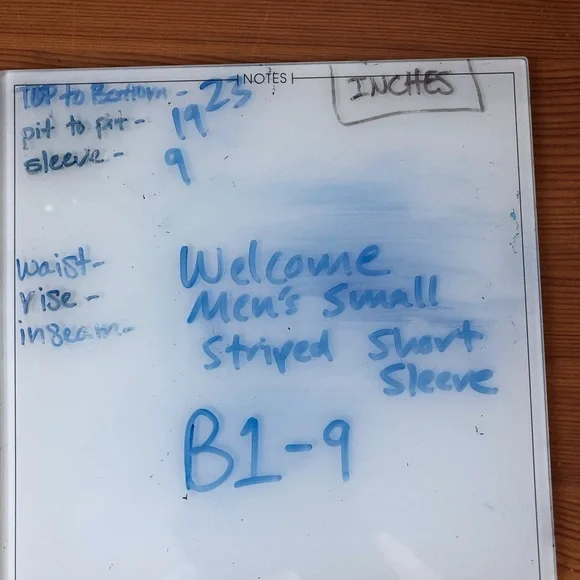 NOTES
INCHES
TOP to Bottom - 23
pit to pit - 19
sleeve - 9
Waist -
rise -
inseam -
Welcome
Men's Small
Striped Short
Sleeve
B1-9